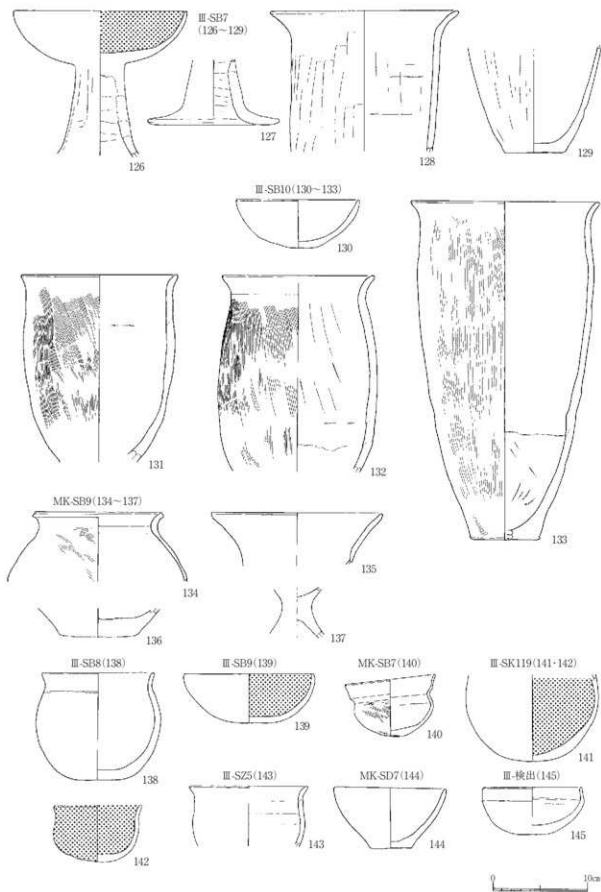 Ⅲ-SB7
(126～129)
126
127
128
129
Ⅲ-SB10(130～133)
130
131
132
133
MK-SB9(134～137)
134
135
136
137
Ⅲ-SB8(138)
Ⅲ-SB9(139)
MK-SB7(140)
Ⅲ-SK119(141・142)
138
139
140
141
Ⅲ-SZ5(143)
MK-SD7(144)
Ⅲ-検出(145)
142
143
144
145
0 10cm